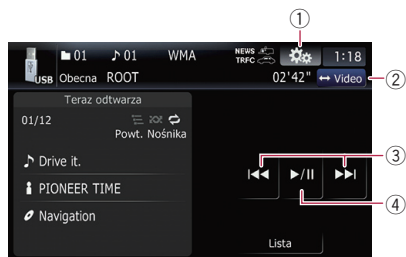 ①
01 01 WMA NEWS TRFC 1:18
USB Obecna ROOT 02'42" ↔ Video
②
Teraz odtwarza
01/12
Powt. Nośnika
③
Drive it.
PIONEER TIME
④
Navigation
Lista